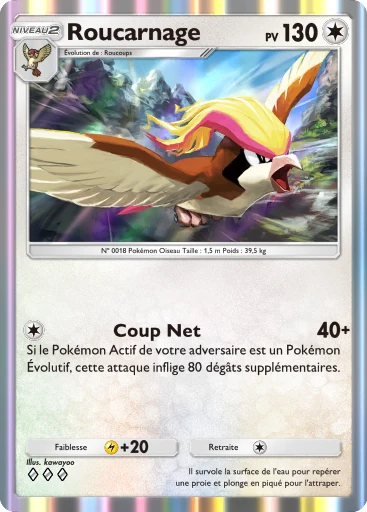 NIVEAU 2 Roucarnage PV 130
Évolution de : Roucoups
N° 0018 Pokémon Oiseau Taille : 1,5 m Poids : 39,5 kg
Coup Net 40+
Si le Pokémon Actif de votre adversaire est un Pokémon
Évolutif, cette attaque inflige 80 dégâts supplémentaires.
Faiblesse +20 Retraite
Illus. kawayoo
Il survole la surface de l'eau pour repérer
une proie et plonge en piqué pour l'attraper.